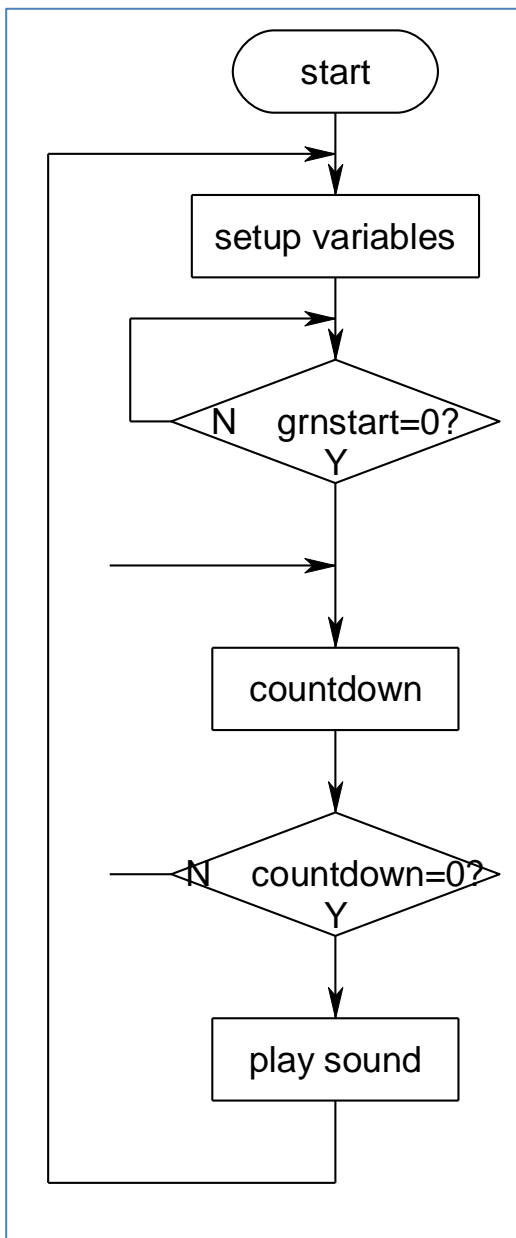 start
setup variables
N grnstart=0?
Y
countdown
N countdown=0?
Y
play sound